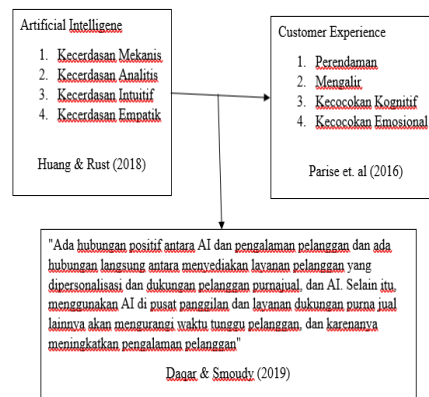 Artificial Intelligene
1. Kecerdasan Mekanis
2. Kecerdasan Analitis
3. Kecerdasan Intuitif
4. Kecerdasan Empatik
Huang & Rust (2018)
Customer Experience
1. Perendaman
2. Mengalir
3. Kecocokan Kognitif
4. Kecocokan Emosional
Parise et. al (2016)
"Ada hubungan positif antara AI dan pengalaman pelanggan dan ada
hubungan langsung antara menyediakan layanan pelanggan yang
dipersonalisasi dan dukungan pelanggan purnajual, dan AI. Selain itu,
menggunakan AI di pusat panggilan dan layanan dukungan purna jual
lainnya akan mengurangi waktu tunggu pelanggan, dan karenanya
meningkatkan pengalaman pelanggan"
Daqar & Smoudy (2019)